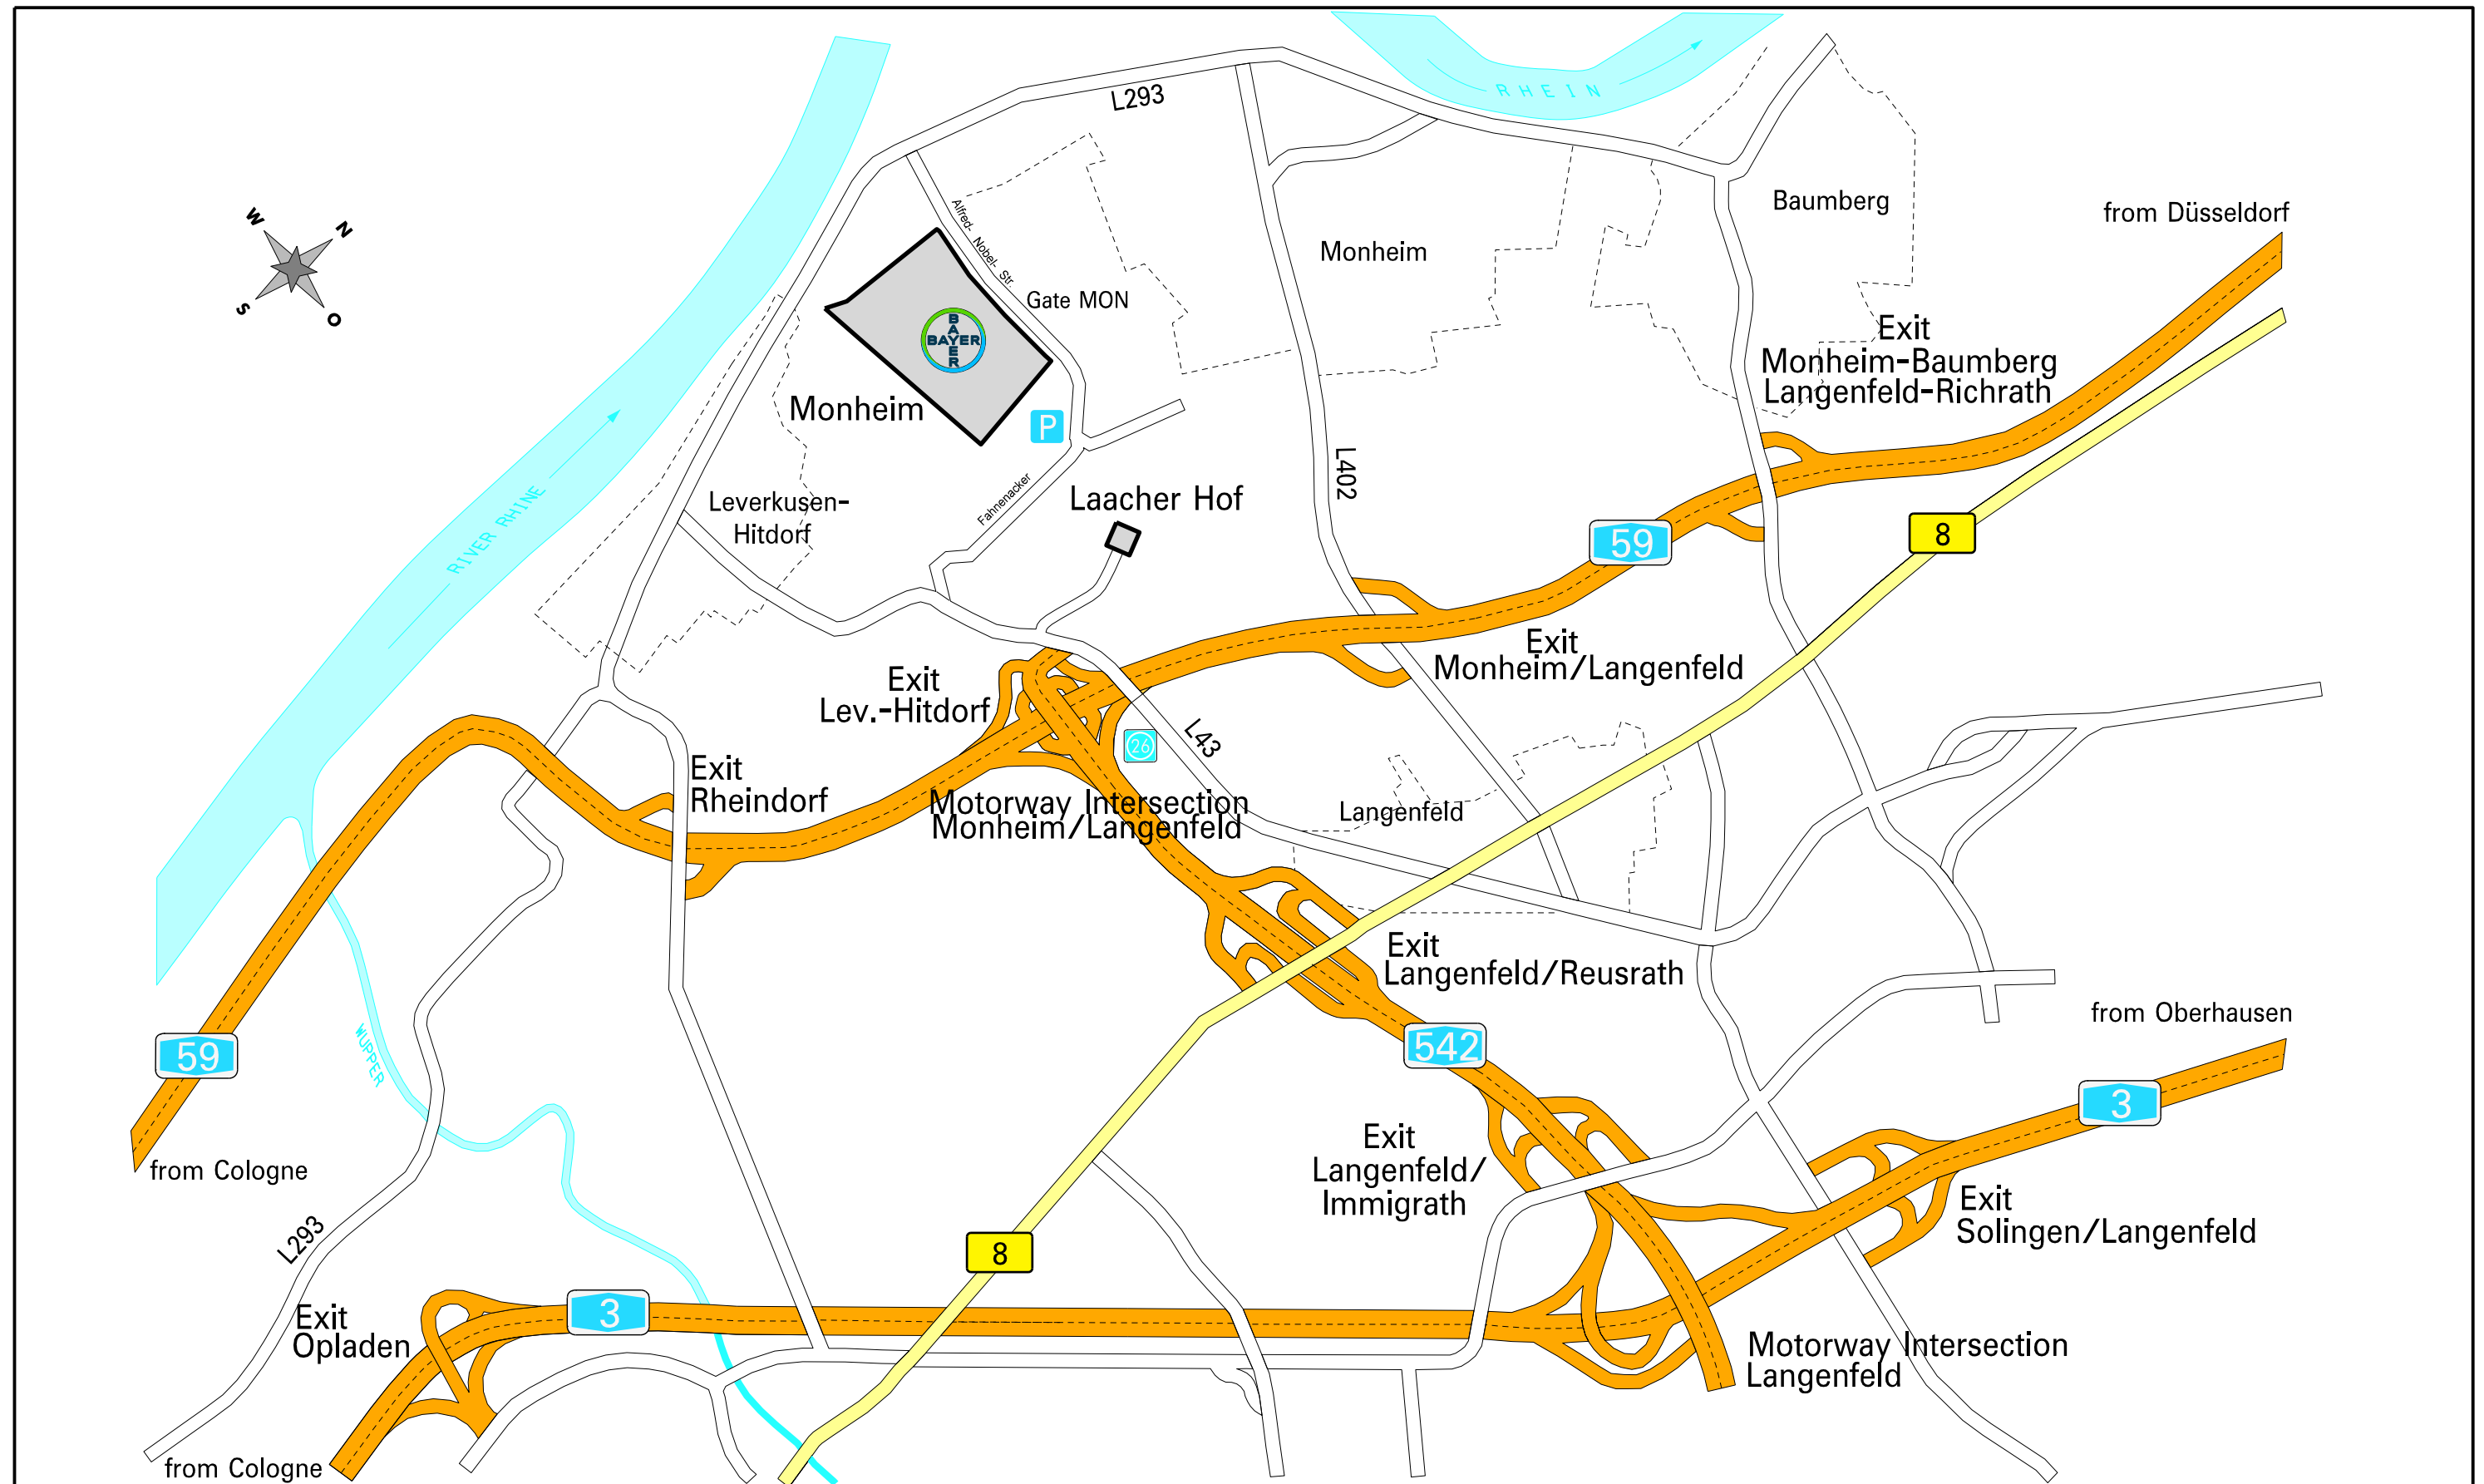 RHEIN
L293
W
N
S
O
Alfred- Nobel- Str.
Baumberg
from Düsseldorf
Monheim
Gate MON
BAYER
BAYER
Exit
Monheim-Baumberg
Langenfeld-Richrath
Monheim
P
L402
Leverkusen-
Hitdorf
Fahnenacker
Laacher Hof
RIVER RHINE
59
8
Exit
Monheim/Langenfeld
Exit
Lev.-Hitdorf
26
L43
Exit
Rheindorf
Motorway Intersection
Monheim/Langenfeld
Langenfeld
Exit
Langenfeld/Reusrath
59
WUPPER
542
from Oberhausen
3
from Cologne
Exit
Langenfeld/
Immigrath
L293
8
Exit
Solingen/Langenfeld
3
Exit
Opladen
Motorway Intersection
Langenfeld
from Cologne